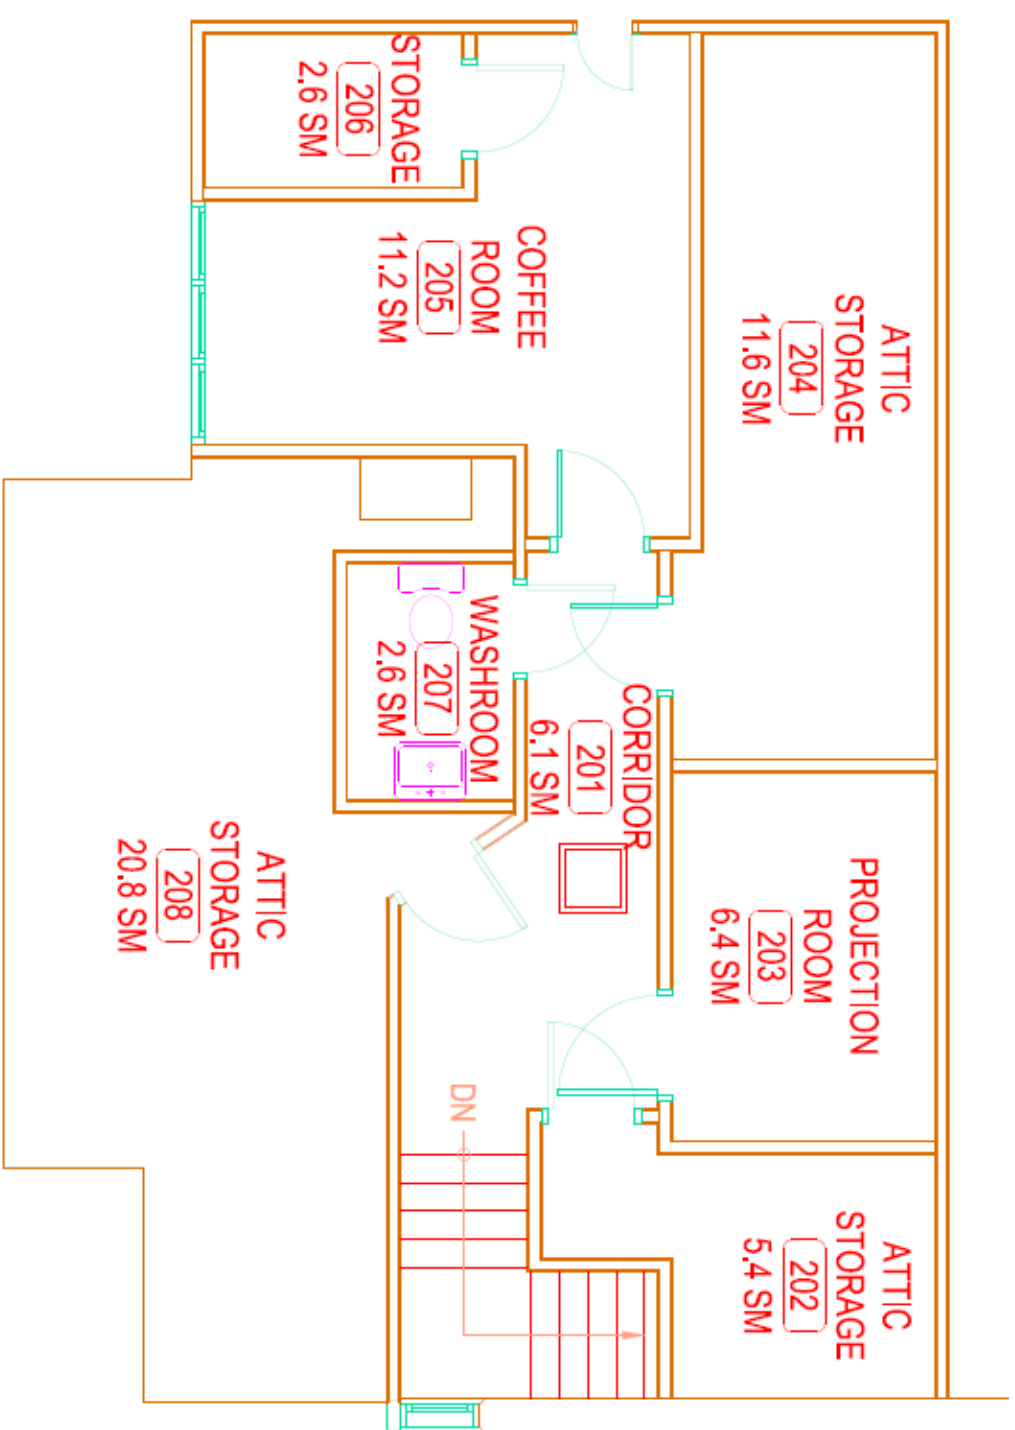 STORAGE
206
2.6 SM
COFFEE
ROOM
205
11.2 SM
ATTIC
STORAGE
204
11.6 SM
WASHROOM
207
2.6 SM
CORRIDOR
201
6.1 SM
PROJECTION
ROOM
203
6.4 SM
ATTIC
STORAGE
208
20.8 SM
DN
ATTIC
STORAGE
202
5.4 SM